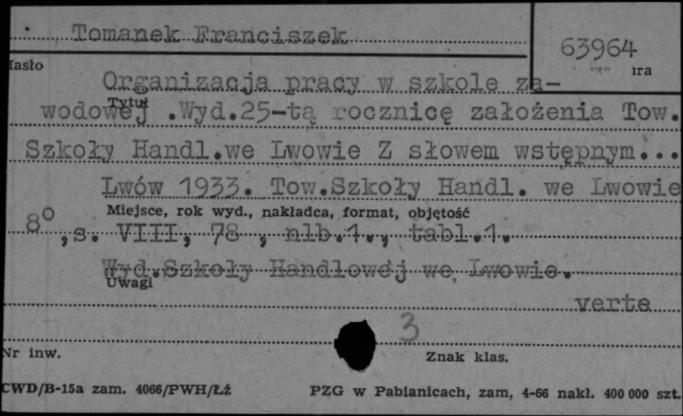 Tomanek Franciszek
63964
Hasło
ura
Organizacja pracy w szkole za-
wodowej .Wyd.25-tą rocznicę założenia Tow.
Tytuł
Szkoły Handl.we Lwowie Z słowem wstępnym...
Lwów 1933. Tow.Szkoły Handl. we Lwowie
Miejsce, rok wyd., nakładca, format, objętość
8°,s. VIII, 78 , nlb.1., tabl.1.
Wyd.Szkoły Handlowej we Lwowie.
Uwagi
verte
3
Nr inw.
Znak klas.
CWD/B-15a zam. 4066/PWH/Łź
PZG w Pabianicach, zam, 4-66 nakł. 400 000 szt.